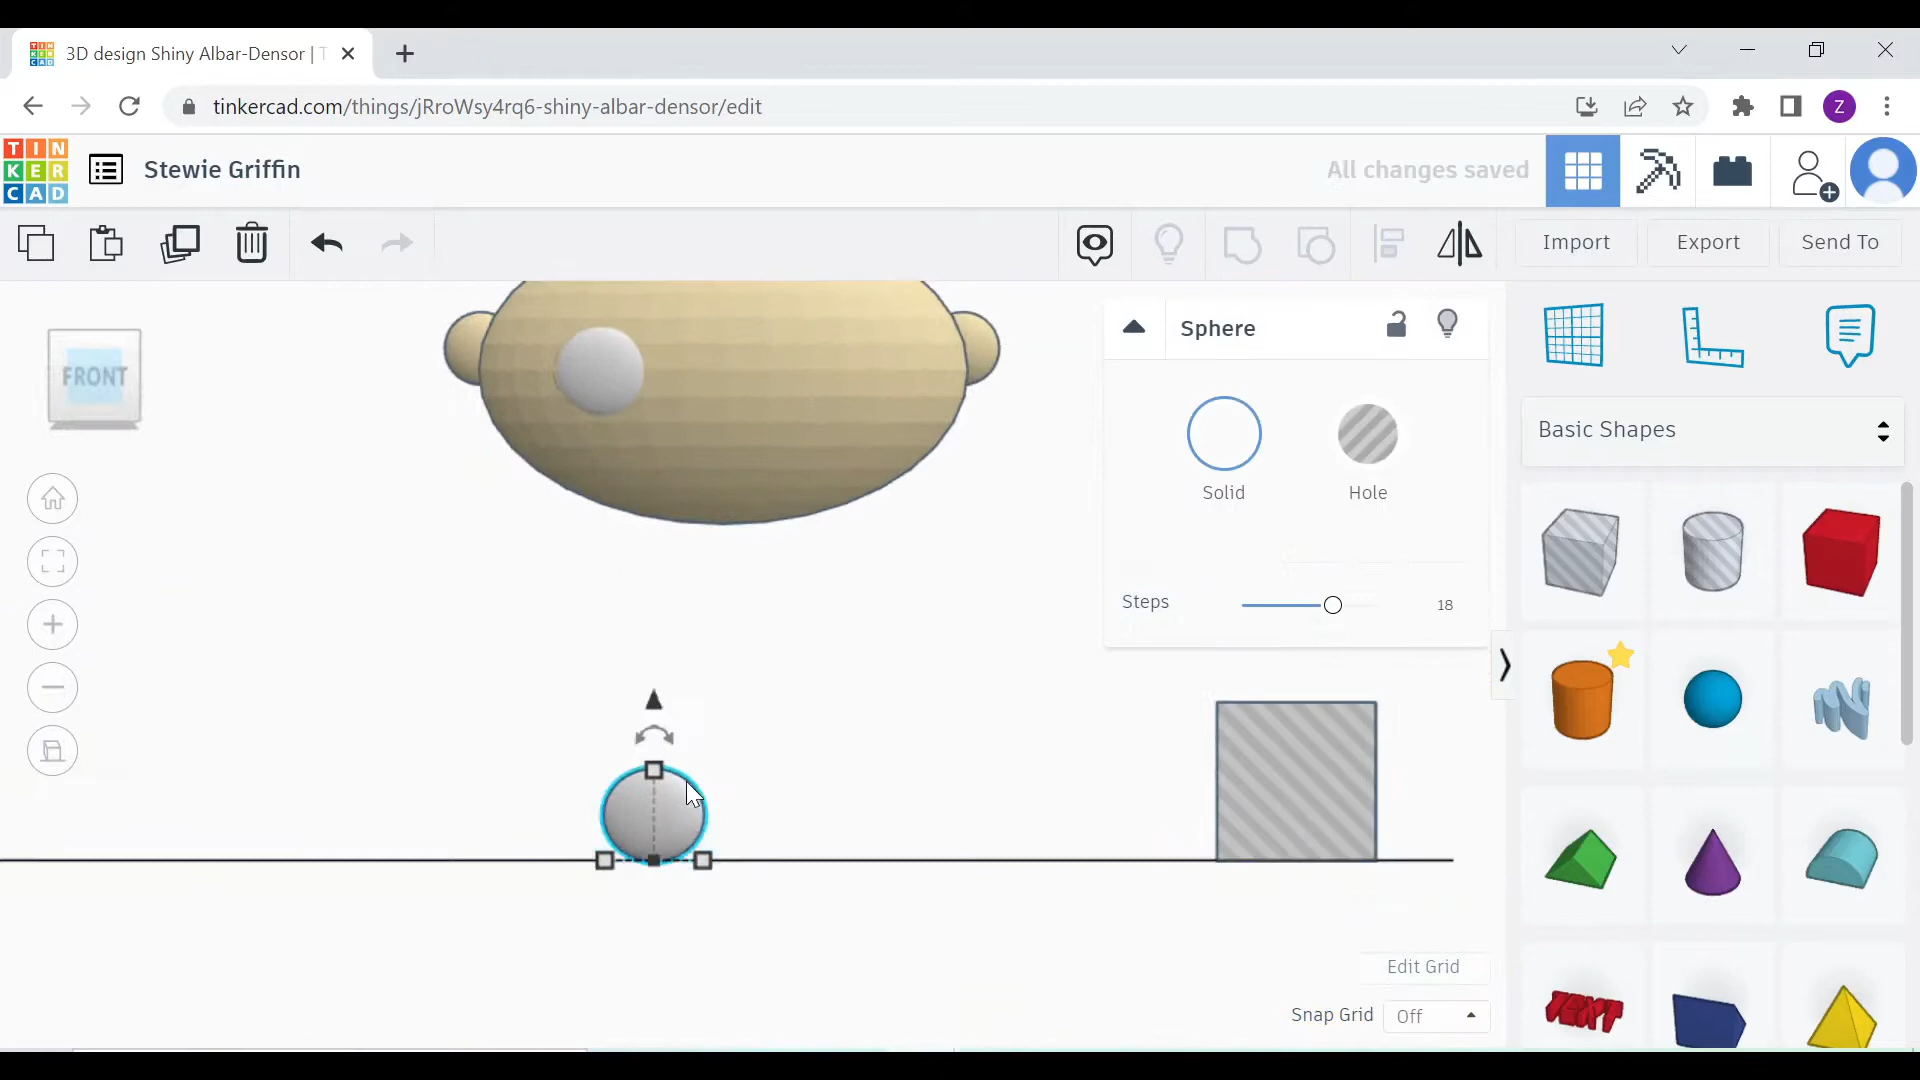 3D design Shiny Albar-Densor | T
tinkercad.com/things/jRroWsy4rq6-shiny-albar-densor/edit
Z
TIN
KER
CAD
Stewie Griffin
All changes saved
Import
Export
Send To
FRONT
Sphere
Solid
Hole
Steps
18
Basic Shapes
TEXT
Edit Grid
Snap Grid
Off